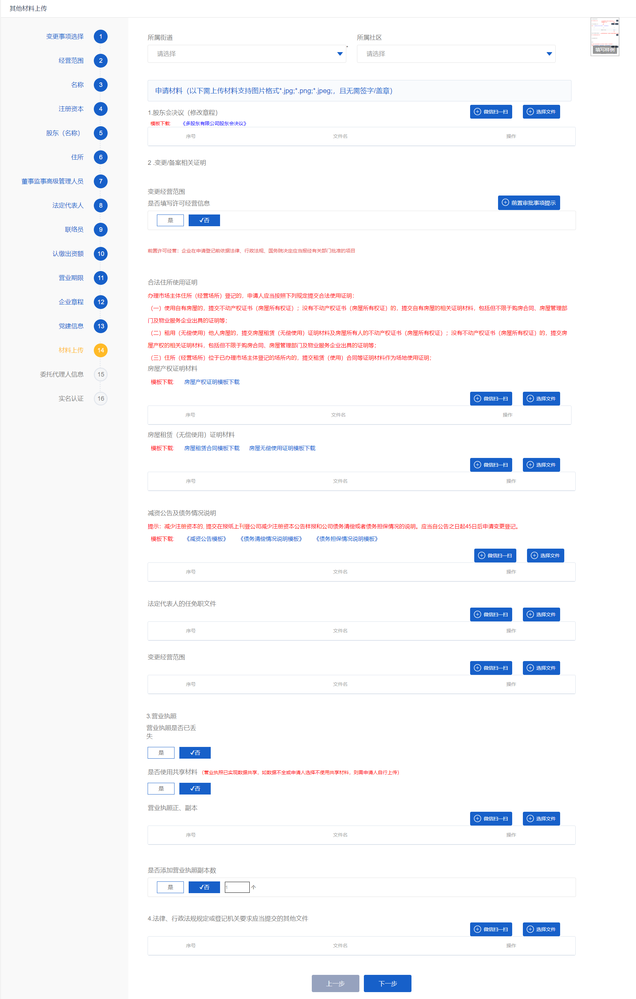 其他材料上传
变更事项选择 1
经营范围 2
名称 3
注册资本 4
股东（名称） 5
住所 6
董事监事高级管理人员 7
法定代表人 8
联络员 9
认缴出资额 10
营业期限 11
企业章程 12
党建信息 13
材料上传 14
委托代理人信息 15
实名认证 16
所属街道 所属社区
请选择 * 请选择
填写样例
申请材料（以下需上传材料支持图片格式*.jpg;*.png;*.jpeg;，且无需签字/盖章）
1.股东会决议（修改章程） 微信扫一扫 选择文件
模板下载: 《多股东有限公司股东会决议》
序号 文件名 操作
2 .变更/备案相关证明
变更经营范围
是否填写许可经营信息 前置审批事项提示
是 ✓否
前置许可经营：企业在申请登记前依据法律、行政法规、国务院决定应当报经有关部门批准的项目
合法住所使用证明
办理市场主体住所（经营场所）登记的，申请人应当按照下列规定提交合法使用证明：
（一）使用自有房屋的，提交不动产权证书（房屋所有权证）；没有不动产权证书（房屋所有权证）的，提交自有房屋的相关证明材料，包括但不限于购房合同、房屋管理部
门及物业服务企业出具的证明等；
（二）租用（无偿使用）他人房屋的，提交房屋租赁（无偿使用）证明材料及房屋所有人的不动产权证书（房屋所有权证）；没有不动产权证书（房屋所有权证）的，提交房
屋产权的相关证明材料，包括但不限于购房合同、房屋管理部门及物业服务企业出具的证明等；
（三）住所（经营场所）位于已办理市场主体登记的场所内的，提交租赁（使用）合同等证明材料作为场地使用证明；
房屋产权证明材料
模板下载: 房屋产权证明模板下载
微信扫一扫 选择文件
序号 文件名 操作
房屋租赁（无偿使用）证明材料
模板下载: 房屋租赁合同模板下载 房屋无偿使用证明模板下载
微信扫一扫 选择文件
序号 文件名 操作
减资公告及债务情况说明
提示：减少注册资本的, 提交在报纸上刊登公司减少注册资本公告样报和公司债务清偿或者债务担保情况的说明。应当自公告之日起45日后申请变更登记。
模板下载: 《减资公告模板》 《债务清偿情况说明模板》 《债务担保情况说明模板》
微信扫一扫 选择文件
序号 文件名 操作
法定代表人的任免职文件
微信扫一扫 选择文件
序号 文件名 操作
变更经营范围
微信扫一扫 选择文件
序号 文件名 操作
3.营业执照
营业执照是否已丢
失
是 ✓否
是否使用共享材料 （营业执照已实现数据共享，如数据不全或申请人选择不使用共享材料，则需申请人自行上传）
是 ✓否
营业执照正、副本
微信扫一扫 选择文件
序号 文件名 操作
是否添加营业执照副本数
是 ✓否 1 个
4.法律、行政法规规定或登记机关要求应当提交的其他文件
微信扫一扫 选择文件
序号 文件名 操作
上一步 下一步